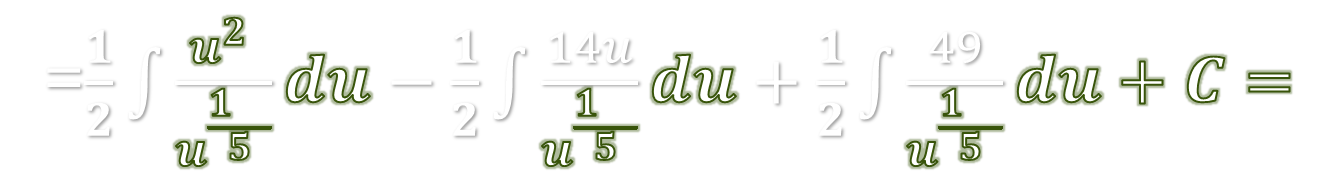 = 1/2 ∫ u^2/u^(1/5) du − 1/2 ∫ 14u/u^(1/5) du + 1/2 ∫ 49/u^(1/5) du + C =